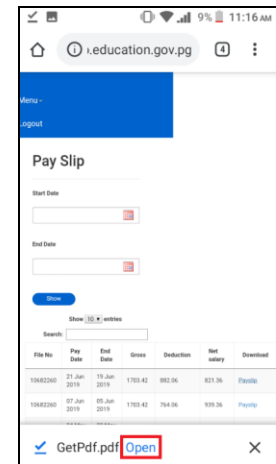 9% 11:16 AM
.education.gov.pg 4
Menu -
Logout
Pay Slip
Start Date
End Date
Show
Show 10 entries
Search:
File No Pay Date End Date Gross Deduction Net salary Download
10682260 21 Jun 2019 19 Jun 2019 1703.42 882.06 821.36 Payslip
10682260 07 Jun 2019 05 Jun 2019 1703.42 764.06 939.36 Payslip
GetPdf.pdf Open